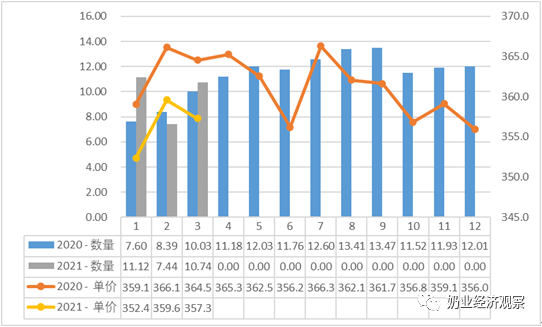 16.00 370.0
14.00 365.0
12.00
10.00 360.0
8.00
6.00 355.0
4.00 350.0
2.00
0.00 345.0
1 2 3 4 5 6 7 8 9 10 11 12
2020 - 数量 7.60 8.39 10.03 11.18 12.03 11.76 12.60 13.41 13.47 11.52 11.93 12.01
2021 - 数量 11.12 7.44 10.74 0.00 0.00 0.00 0.00 0.00 0.00 0.00 0.00 0.00
2020 - 单价 359.1 366.1 364.5 365.3 362.5 356.2 366.3 362.1 361.7 356.8 359.1 356.0
2021 - 单价 352.4 359.6 357.3
奶业经济观察